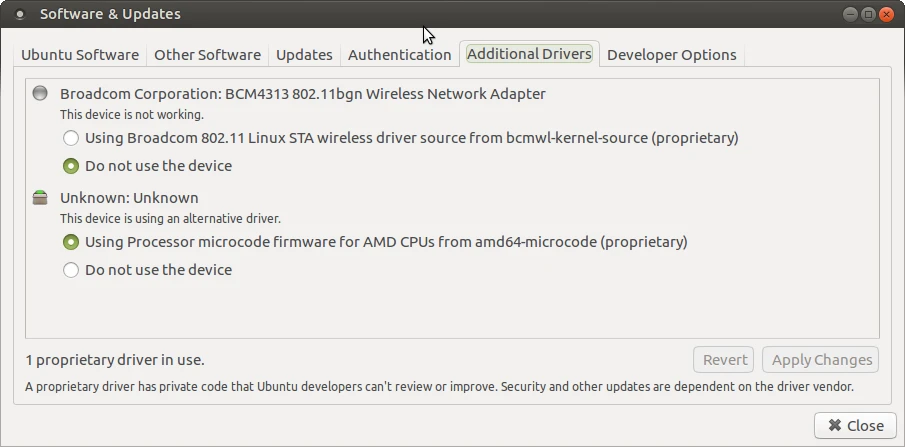 Software & Updates
Ubuntu Software Other Software Updates Authentication Additional Drivers Developer Options
Broadcom Corporation: BCM4313 802.11bgn Wireless Network Adapter
This device is not working.
Using Broadcom 802.11 Linux STA wireless driver source from bcmwl-kernel-source (proprietary)
Do not use the device
Unknown: Unknown
This device is using an alternative driver.
Using Processor microcode firmware for AMD CPUs from amd64-microcode (proprietary)
Do not use the device
1 proprietary driver in use. Revert Apply Changes
A proprietary driver has private code that Ubuntu developers can't review or improve. Security and other updates are dependent on the driver vendor.
Close